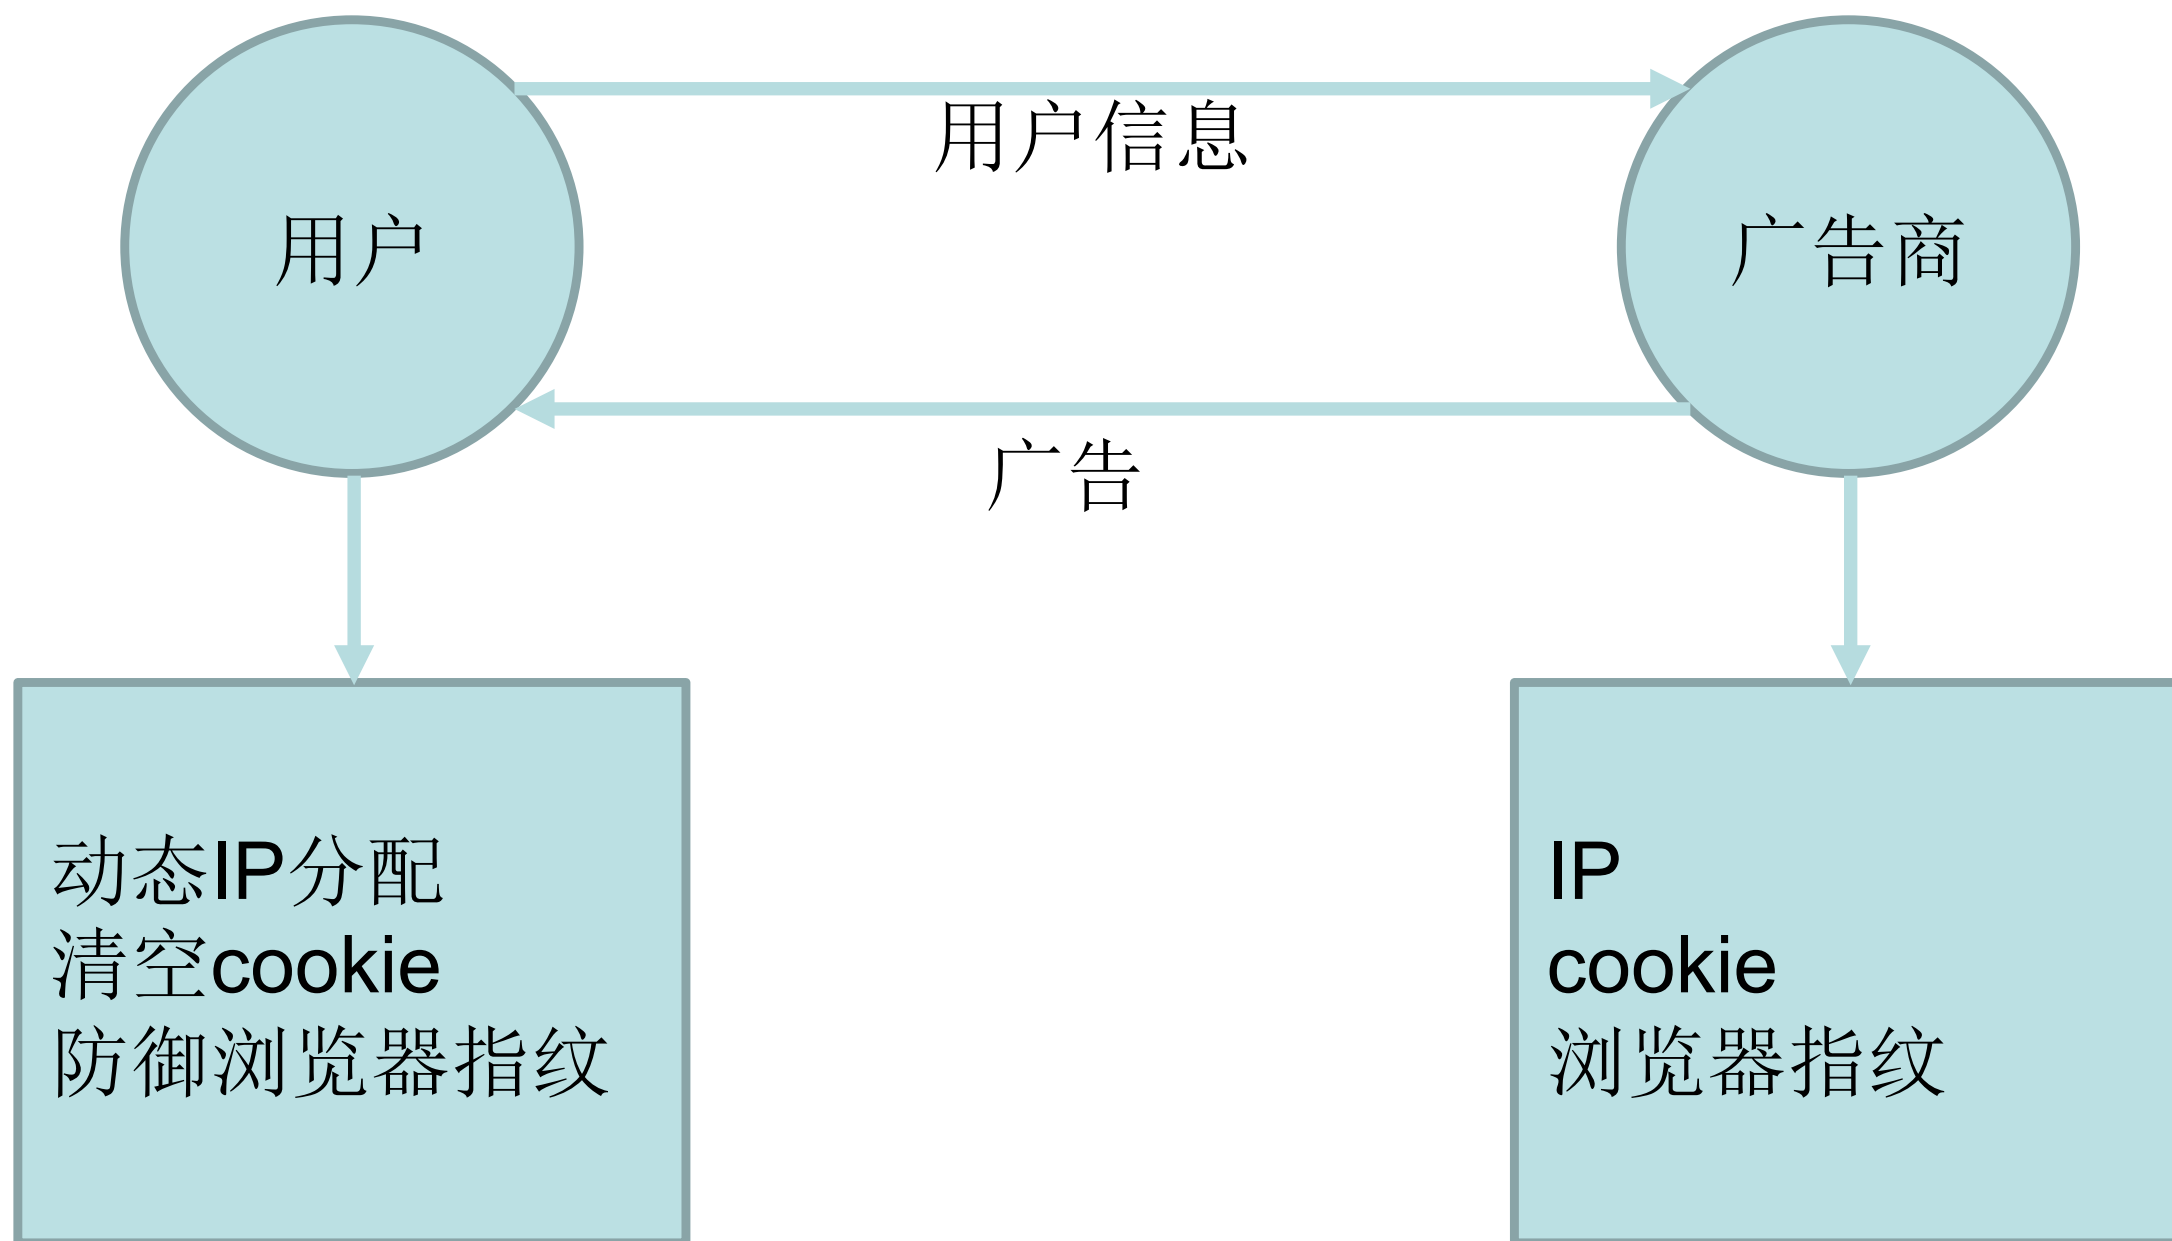 用户信息
用户
广告商
广告
动态IP分配
清空cookie
防御浏览器指纹
IP
cookie
浏览器指纹